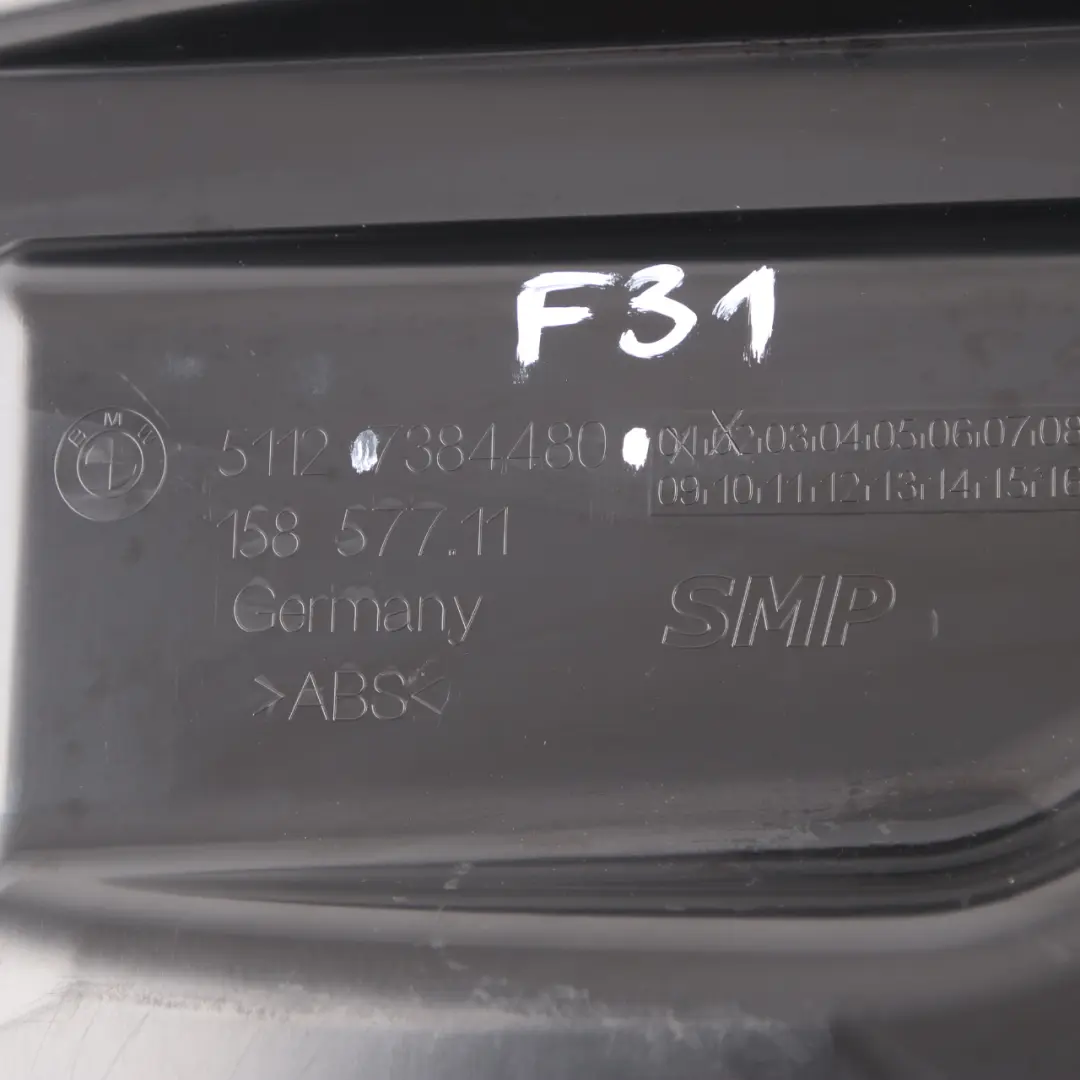 F31
BMW
5112 7384480 01 02 03 04 05 06 07 08
09 10 11 12 13 14 15 16
158 577.11
Germany
SMP
>ABS<